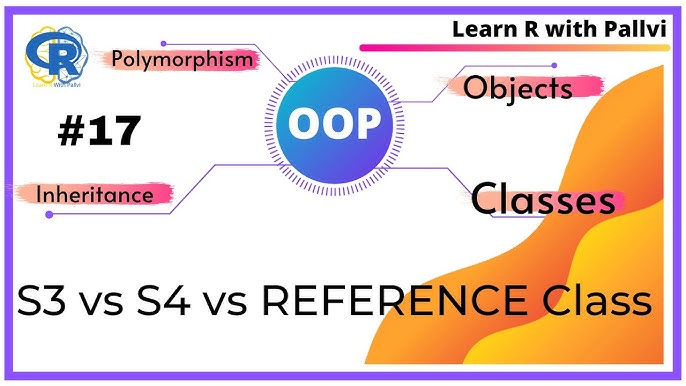 Learn R with Pallvi
R
Learn R With Pallvi
Polymorphism
Objects
OOP
#17
Inheritance
Classes
S3 vs S4 vs REFERENCE Class